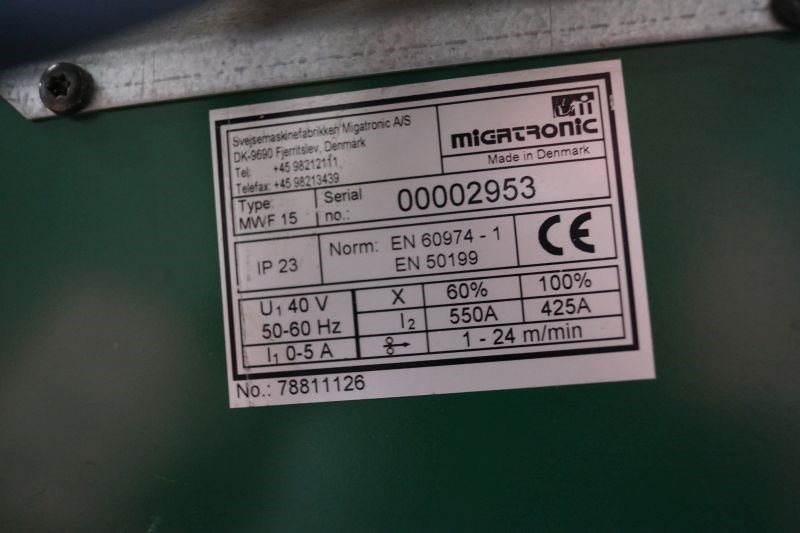 Svejsemaskinefabrikken Migatronic A/S
DK-9690 Fjerritslev, Denmark
Tel: +45 98212111
Telefax: +45 98213439
MIGATRONIC
Made in Denmark
Type: MWF 15
Serial no.: 00002953
IP 23
Norm: EN 60974 - 1
EN 50199
CE
U1 40 V
50-60 Hz
I1 0-5 A
X 60% 100%
I2 550A 425A
1 - 24 m/min
No.: 78811126